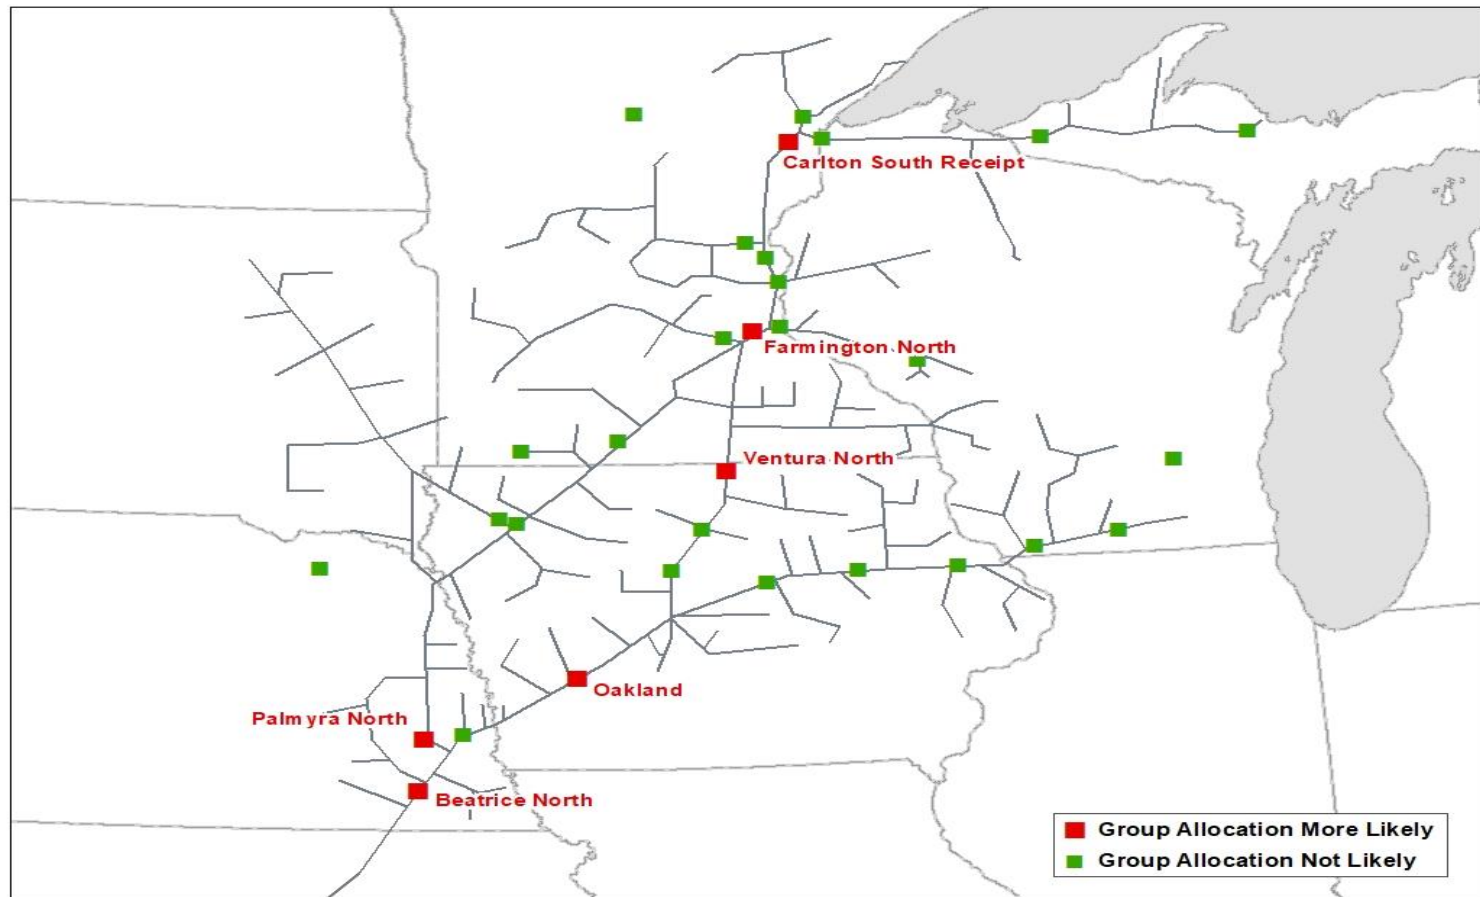 Carlton South Receipt
Farmington North
Ventura North
Oakland
Palmyra North
Beatrice North
Group Allocation More Likely
Group Allocation Not Likely